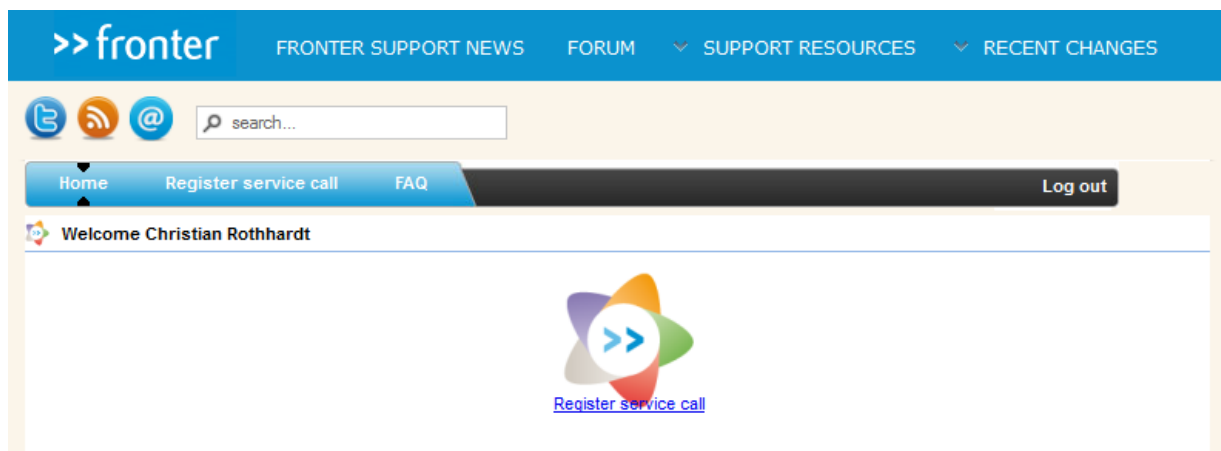 >> fronter FRONTER SUPPORT NEWS FORUM SUPPORT RESOURCES RECENT CHANGES
search...
Home Register service call FAQ Log out
Welcome Christian Rothhardt
>>
Register service call